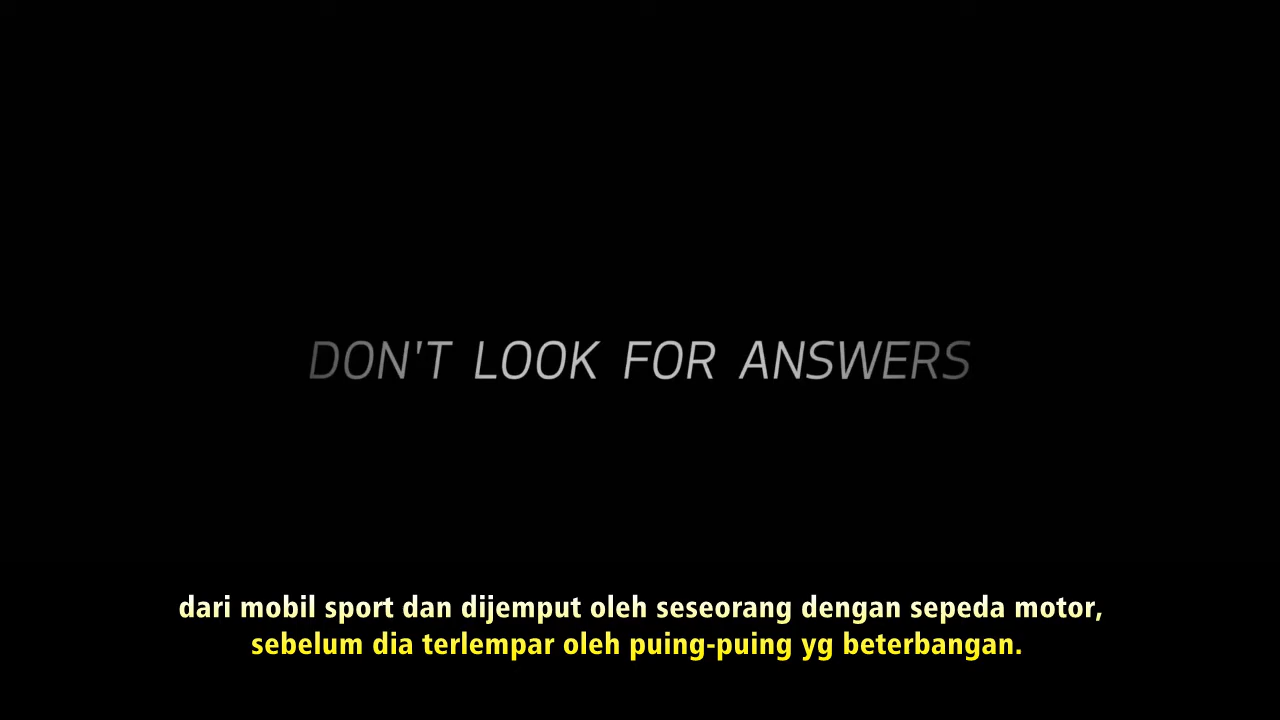 DON'T LOOK FOR ANSWERS
dari mobil sport dan dijemput oleh seseorang dengan sepeda motor,
sebelum dia terlempar oleh puing-puing yg beterbangan.